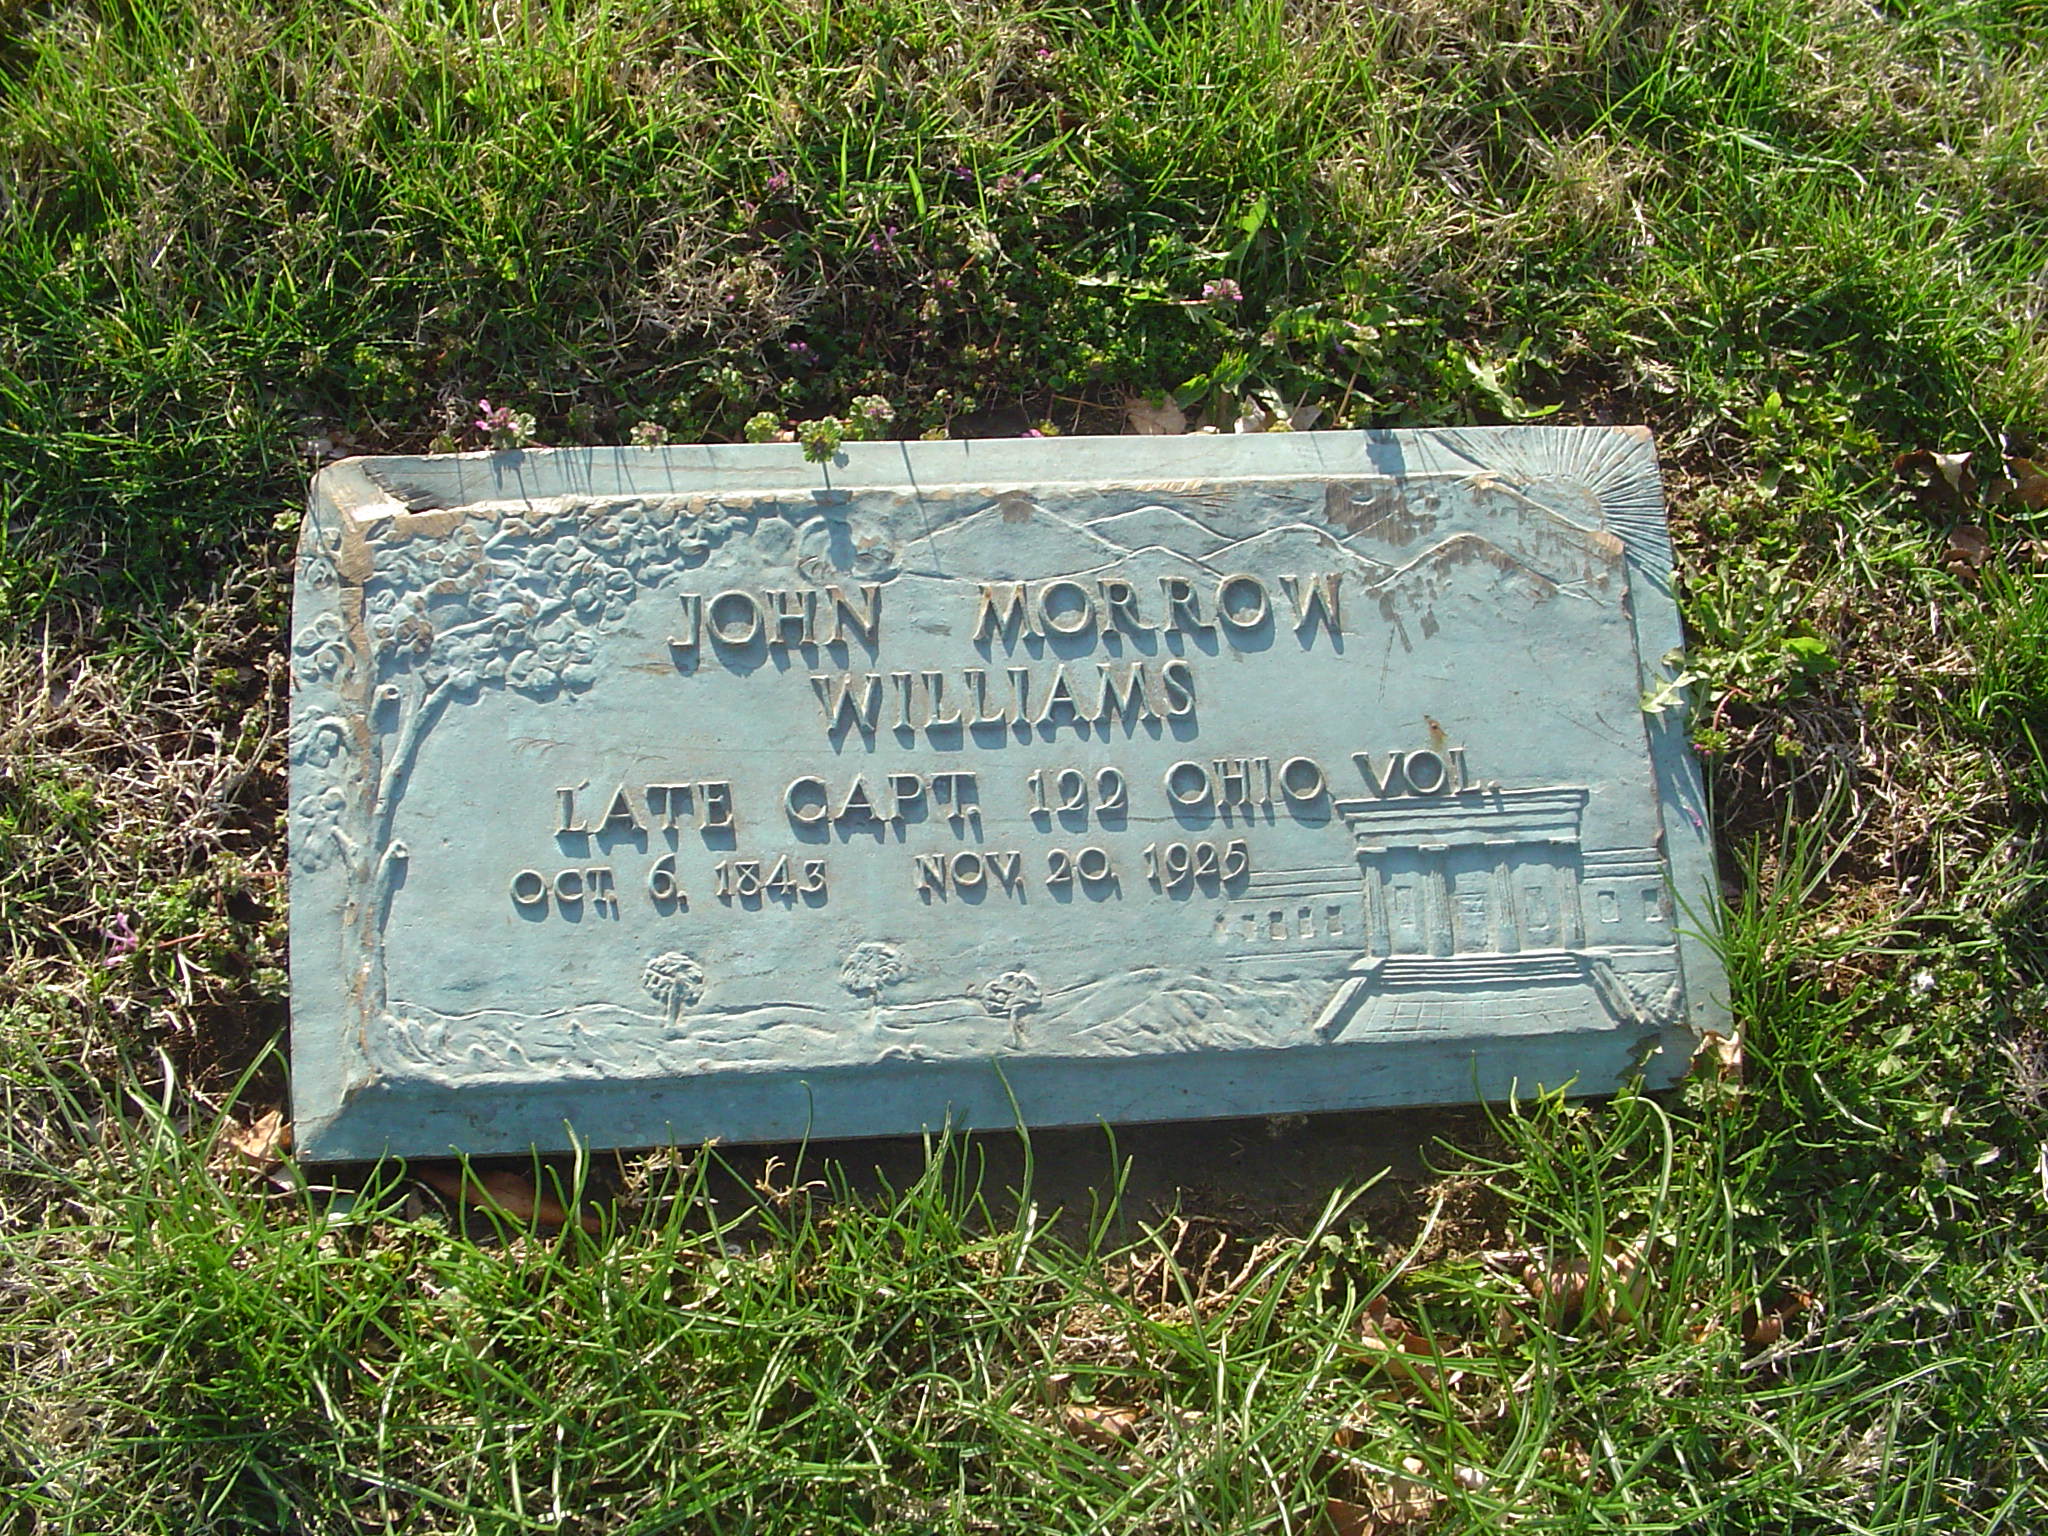 JOHN MORROW
WILLIAMS
LATE CAPT. 122 OHIO. VOL.
OCT. 6, 1843 NOV. 20, 1925